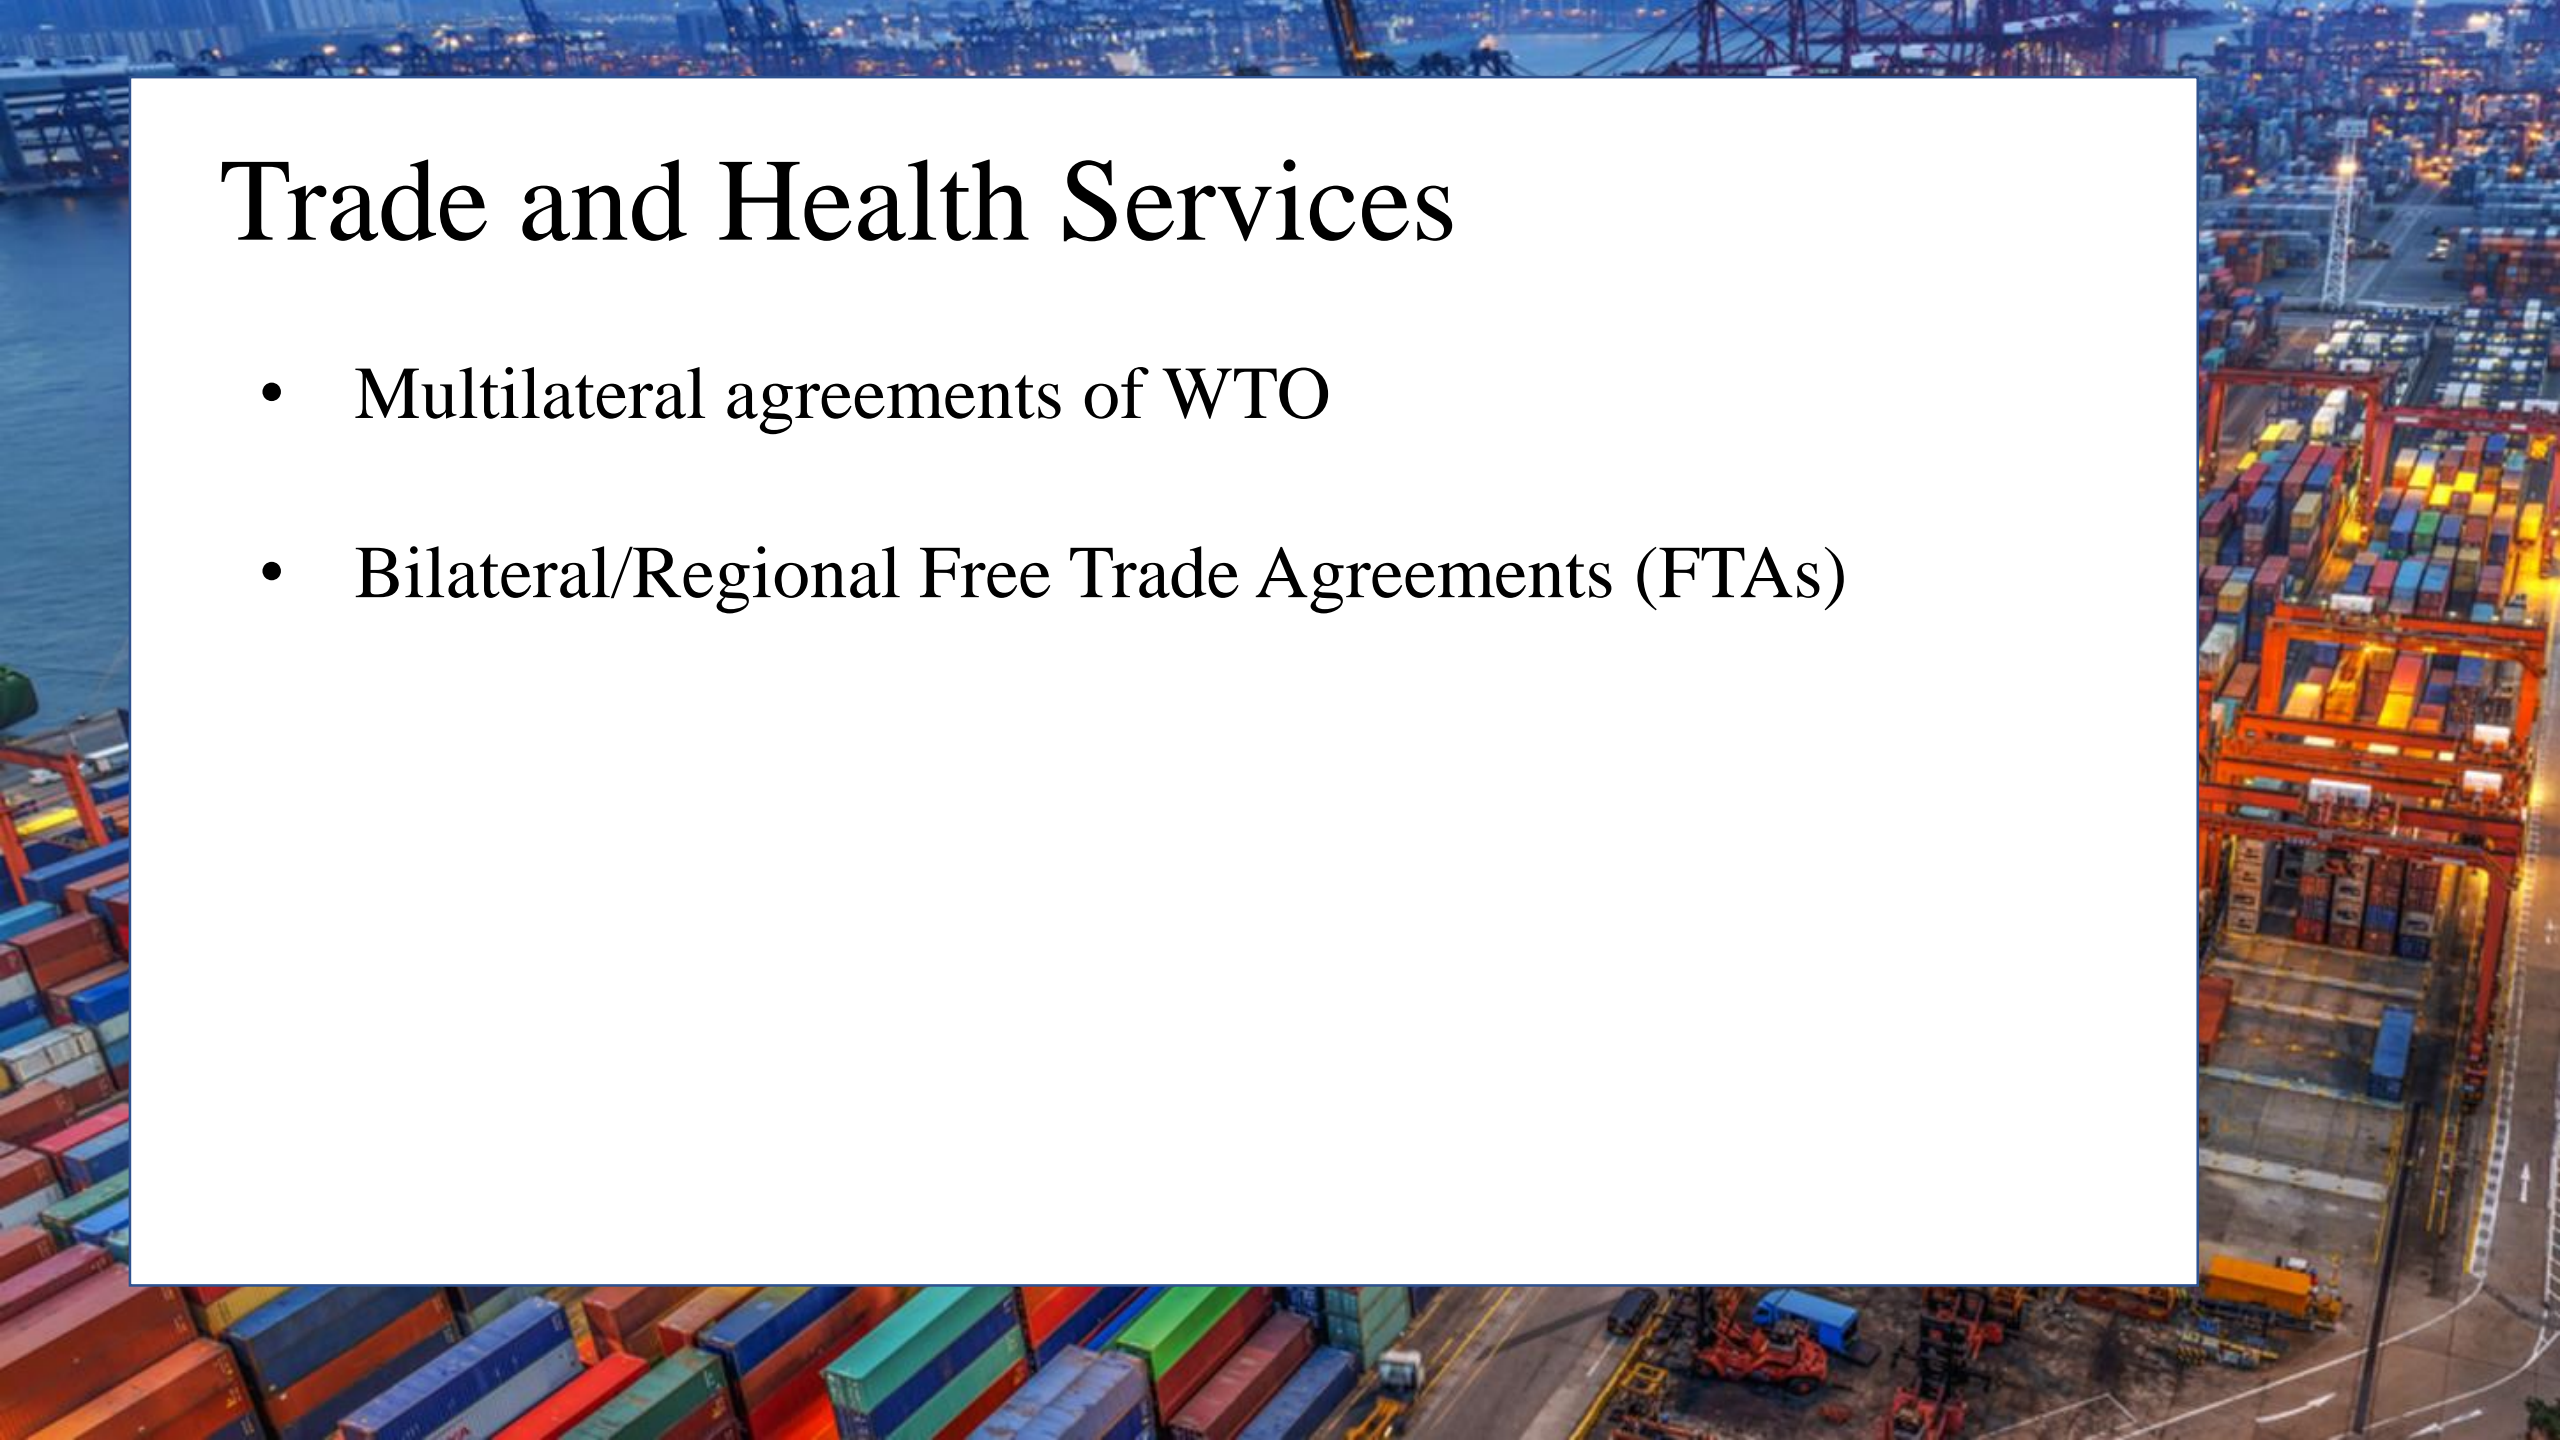 Trade and Health Services
• Multilateral agreements of WTO
• Bilateral/Regional Free Trade Agreements (FTAs)